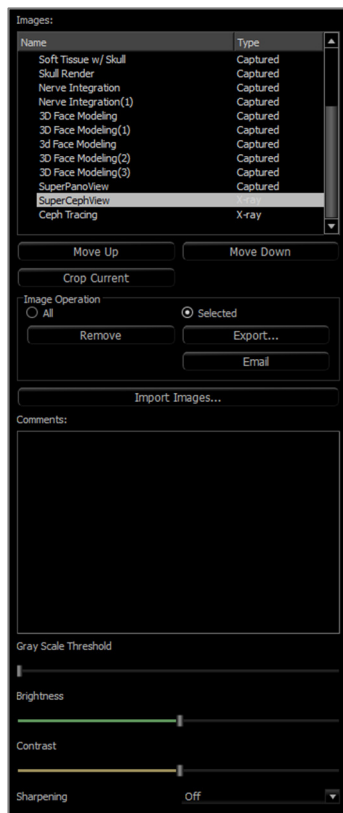 Images:
Name Type
Soft Tissue w/ Skull Captured
Skull Render Captured
Nerve Integration Captured
Nerve Integration(1) Captured
3D Face Modeling Captured
3D Face Modeling(1) Captured
3d Face Modeling Captured
3D Face Modeling(2) Captured
3D Face Modeling(3) Captured
SuperPanoView Captured
SuperCephView X-ray
Ceph Tracing X-ray
Move Up Move Down
Crop Current
Image Operation
All Selected
Remove Export...
Email
Import Images...
Comments:
Gray Scale Threshold
Brightness
Contrast
Sharpening Off